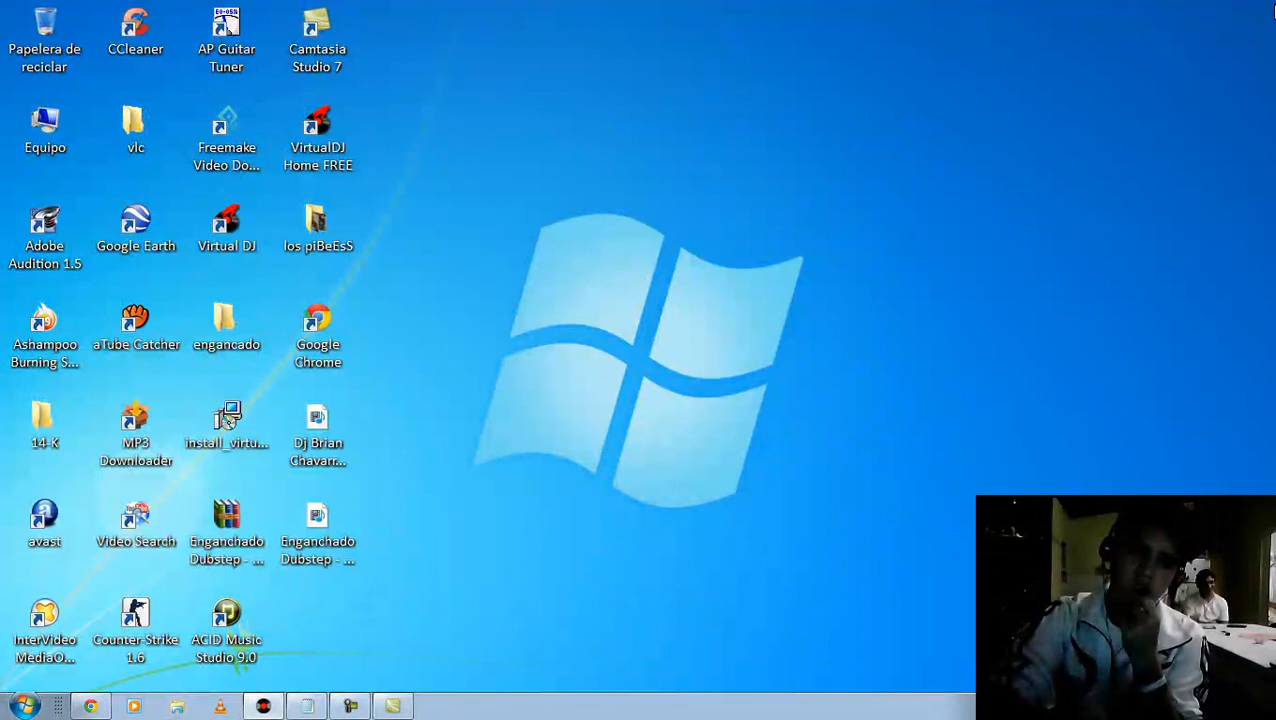 Papelera de
reciclar
CCleaner
EO-05%
AP Guitar
Tuner
Camtasia
Studio 7
Equipo
vlc
Freemake
Video Do...
VirtualDJ
Home FREE
Adobe
Audition 1.5
Google Earth
Virtual DJ
los piBeEsS
Ashampoo
Burning S...
aTube Catcher
engancado
Google
Chrome
14-K
MP3
Downloader
install_virtu...
Dj Brian
Chavarr...
avast
Video Search
Enganchado
Dubstep - ...
Enganchado
Dubstep - ...
InterVideo
MediaO...
Counter-Strike
1.6
ACID Music
Studio 9.0